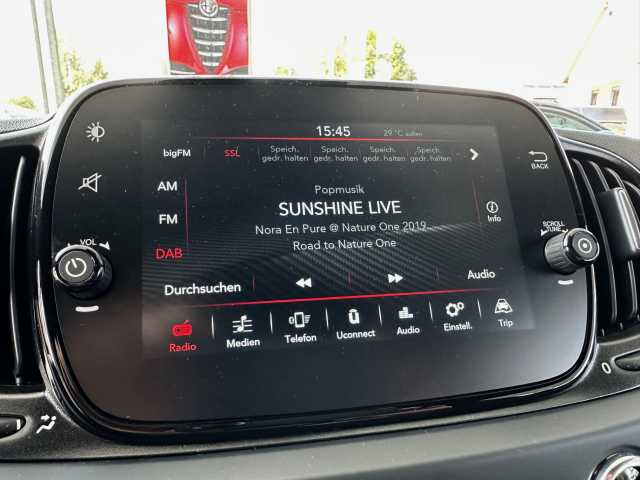 15:45 29 °C außen
bigFM SSL Speich. gedr. halten Speich. gedr. halten Speich. gedr. halten Speich. gedr. halten
BACK
AM
Popmusik
SUNSHINE LIVE
FM
Nora En Pure @ Nature One 2019
Info
SCROLL
TUNE
VOL
DAB
Road to Nature One
Durchsuchen
Audio
Radio Medien Telefon Uconnect Audio Einstell. Trip
0